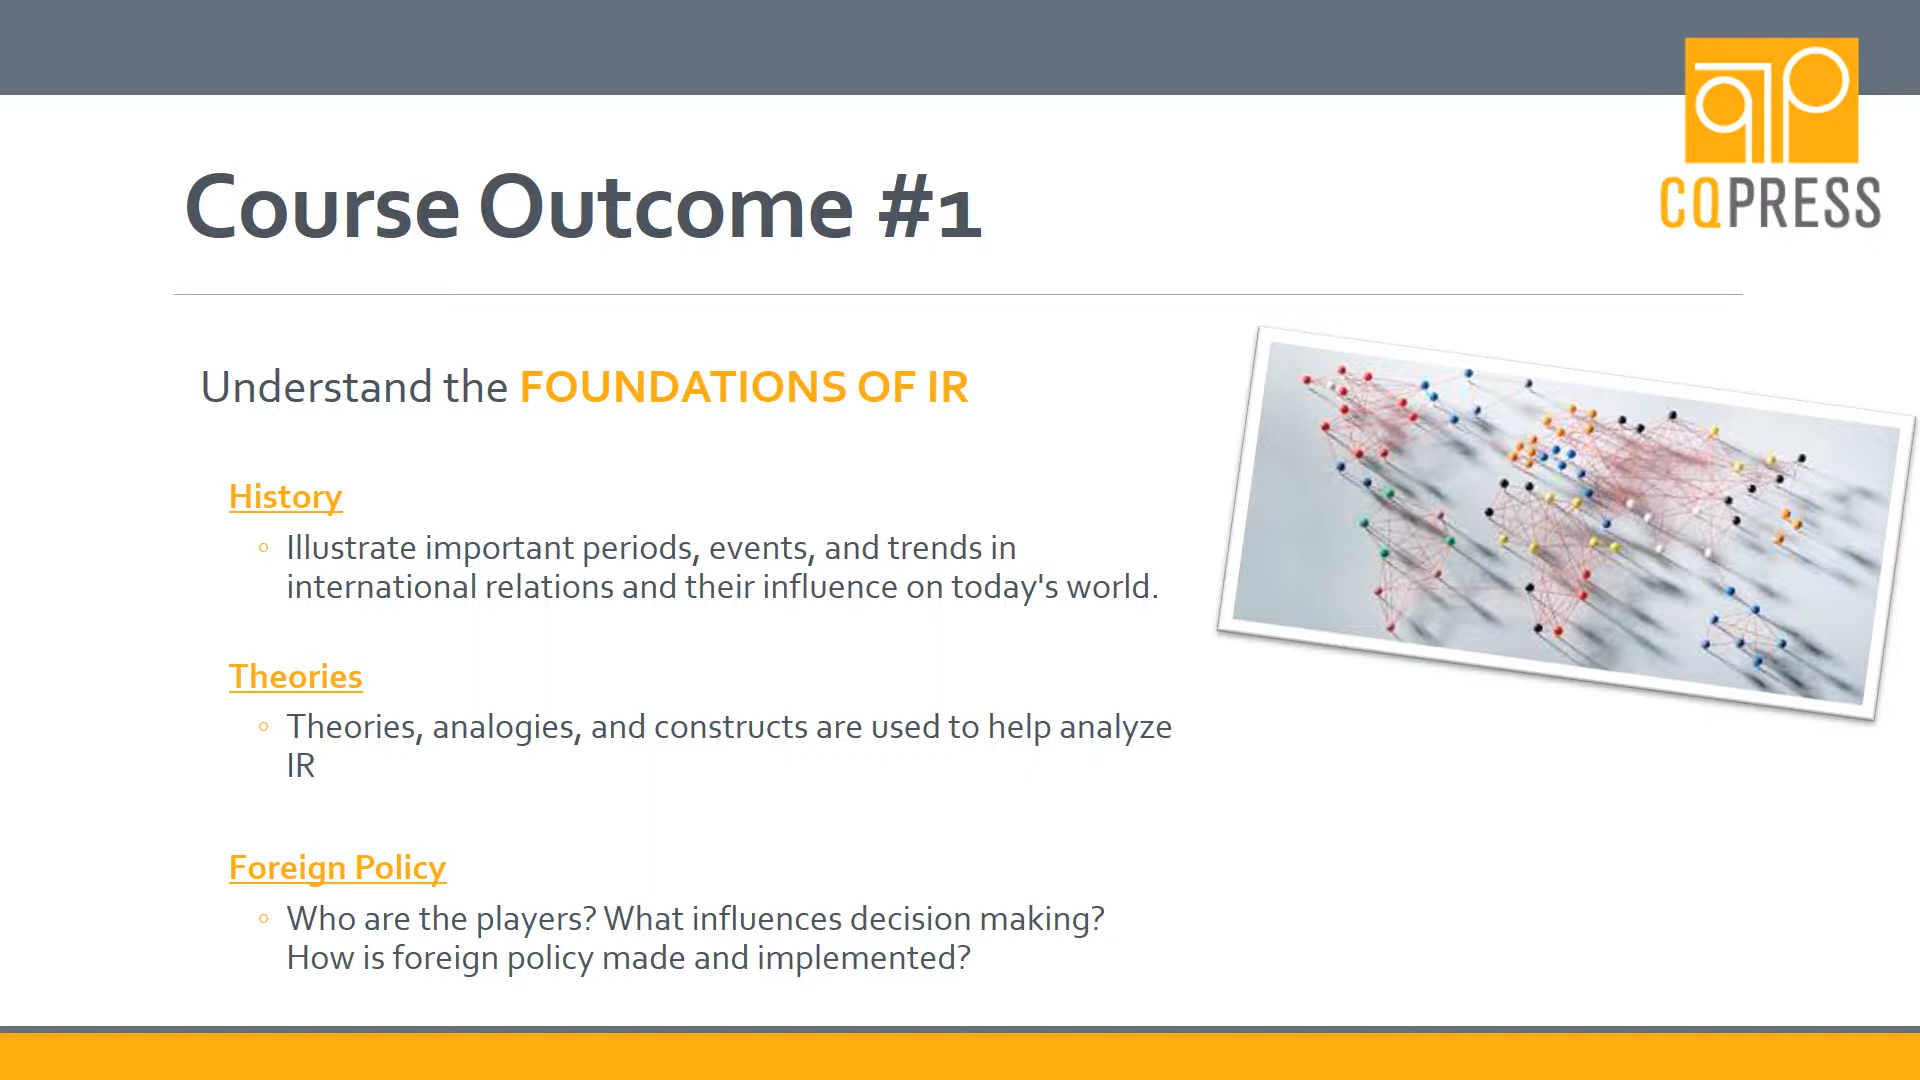 CQPRESS
Course Outcome #1
Understand the FOUNDATIONS OF IR
History
◦ Illustrate important periods, events, and trends in
international relations and their influence on today's world.
Theories
◦ Theories, analogies, and constructs are used to help analyze
IR
Foreign Policy
◦ Who are the players? What influences decision making?
How is foreign policy made and implemented?